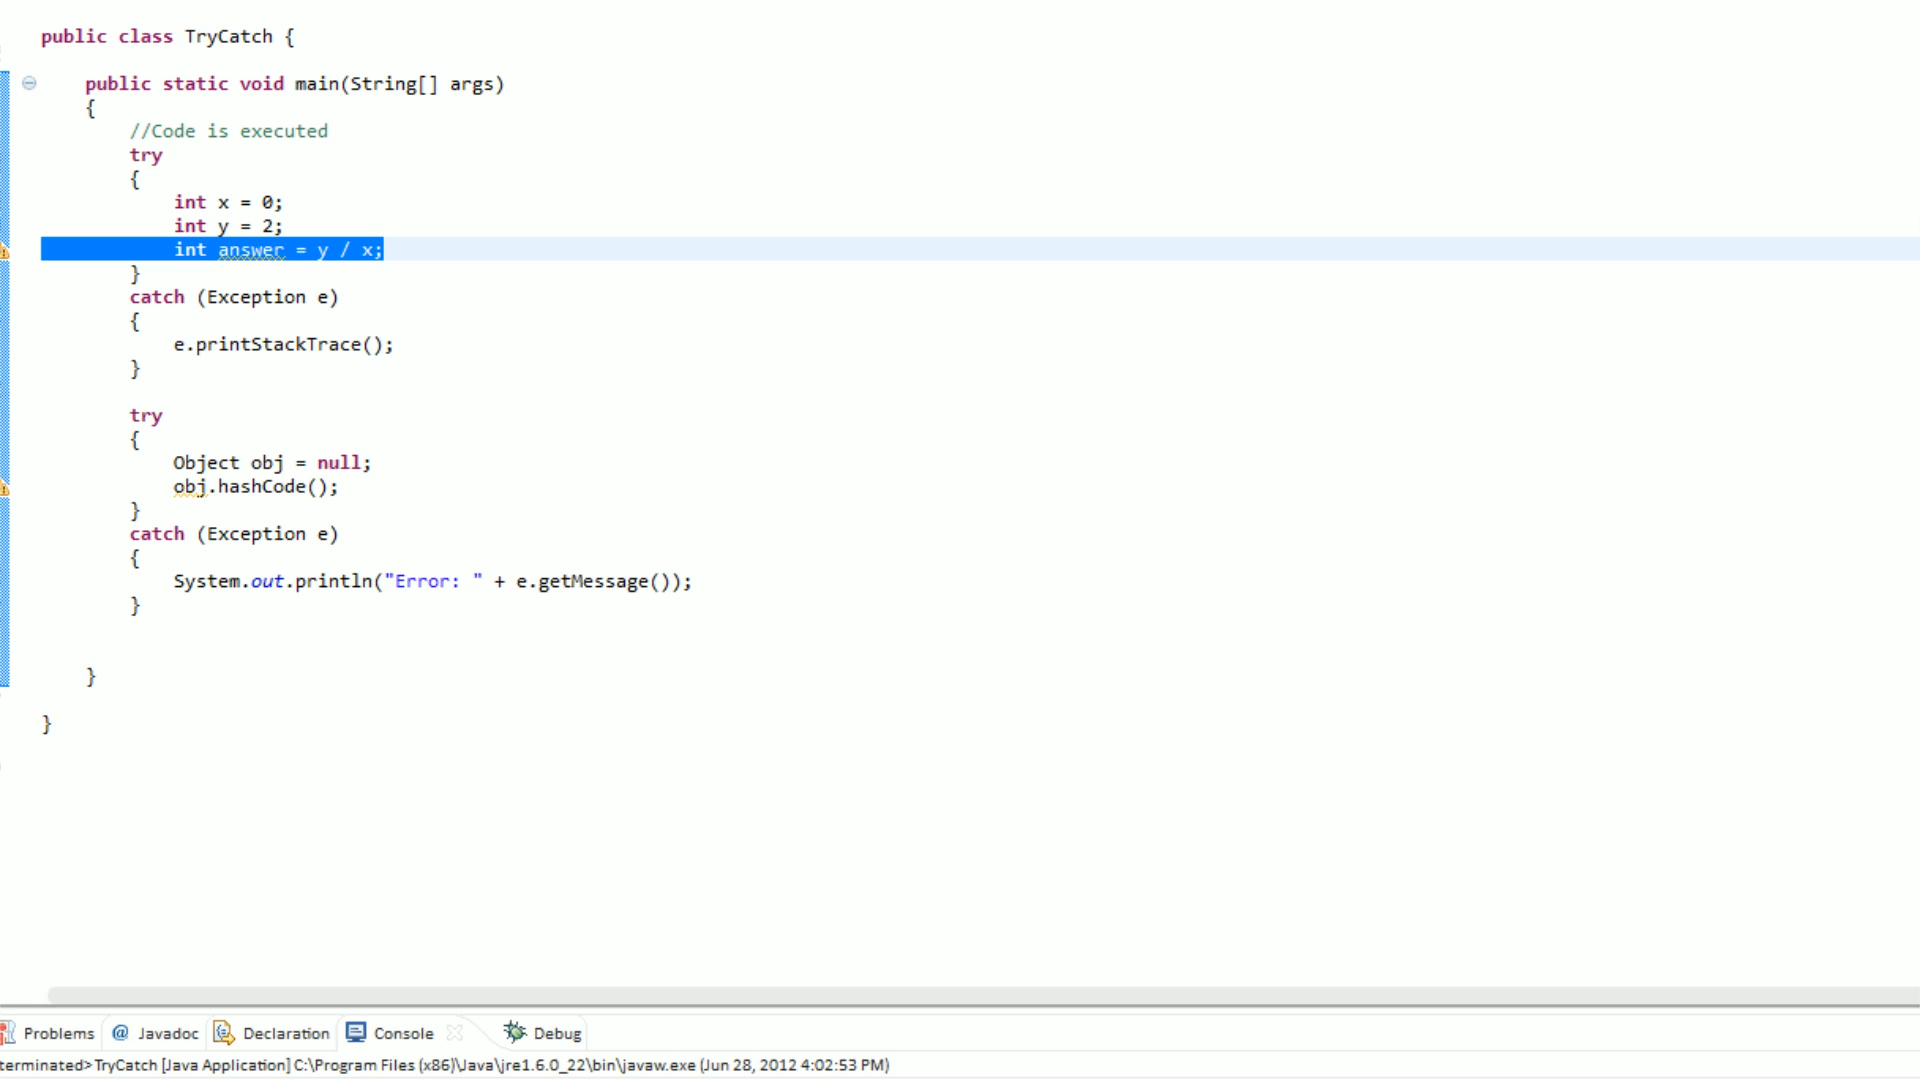 public class TryCatch {
public static void main(String[] args)
{
//Code is executed
try
{
int x = 0;
int y = 2;
int answer = y / x;
}
catch (Exception e)
{
e.printStackTrace();
}
try
{
Object obj = null;
obj.hashCode();
}
catch (Exception e)
{
System.out.println("Error: " + e.getMessage());
}
}
}
Problems @ Javadoc Declaration Console Debug
terminated> TryCatch [Java Application] C:\Program Files (x86)\Java\jre1.6.0_22\bin\javaw.exe (Jun 28, 2012 4:02:53 PM)